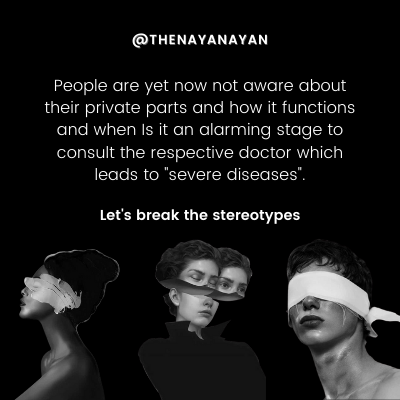 @THENAYANAYAN
People are yet now not aware about
their private parts and how it functions
and when Is it an alarming stage to
consult the respective doctor which
leads to "severe diseases".
Let's break the stereotypes